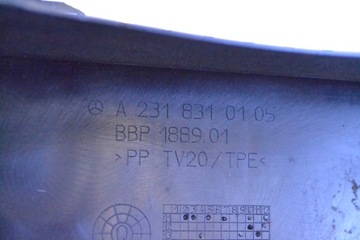 A 231 831 01 05
BBP 1889.01
>PP TV20/TPE<